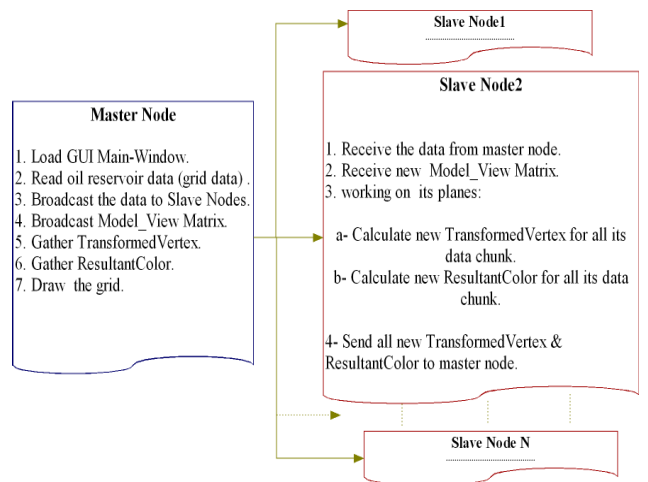 Master Node
1. Load GUI Main-Window.
2. Read oil reservoir data (grid data) .
3. Broadcast the data to Slave Nodes.
4. Broadcast Model_View Matrix.
5. Gather TransformedVertex.
6. Gather ResultantColor.
7. Draw the grid.
Slave Node1
Slave Node2
1. Receive the data from master node.
2. Receive new Model_View Matrix.
3. working on its planes:
a- Calculate new TransformedVertex for all its
data chunk.
b- Calculate new ResultantColor for all its data
chunk.
4- Send all new TransformedVertex &
ResultantColor to master node.
Slave Node N